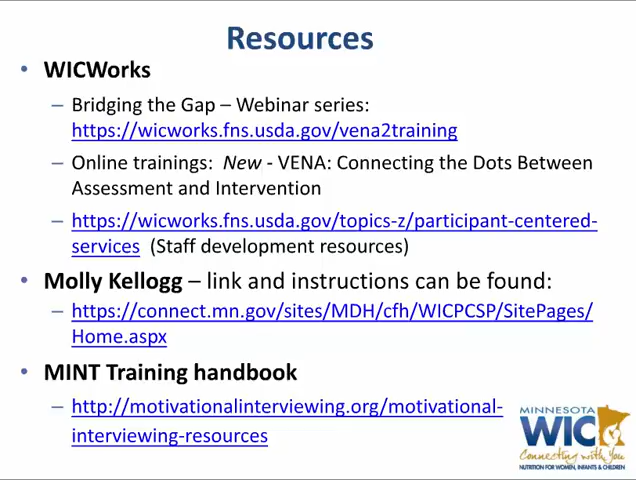 Resources
• WICWorks
– Bridging the Gap – Webinar series:
https://wicworks.fns.usda.gov/vena2training
– Online trainings: New - VENA: Connecting the Dots Between
Assessment and Intervention
– https://wicworks.fns.usda.gov/topics-z/participant-centered-
services (Staff development resources)
• Molly Kellogg – link and instructions can be found:
– https://connect.mn.gov/sites/MDH/cfh/WICPCSP/SitePages/
Home.aspx
• MINT Training handbook
– http://motivationalinterviewing.org/motivational-
interviewing-resources
MINNESOTA
WIC
Connecting with You
NUTRITION FOR WOMEN, INFANTS & CHILDREN